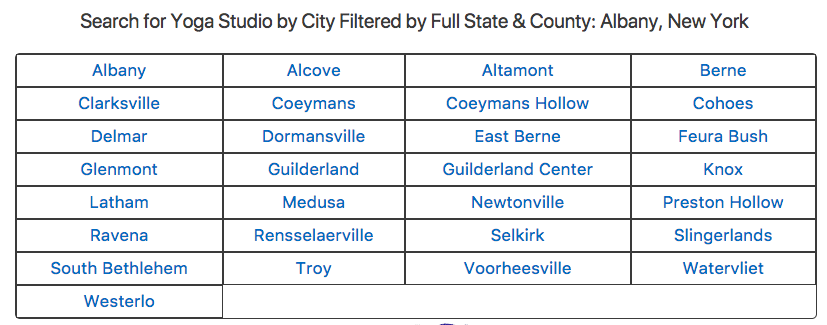 Search for Yoga Studio by City Filtered by Full State & County: Albany, New York
Albany Alcove Altamont Berne
Clarksville Coeymans Coeymans Hollow Cohoes
Delmar Dormansville East Berne Feura Bush
Glenmont Guilderland Guilderland Center Knox
Latham Medusa Newtonville Preston Hollow
Ravena Rensselaerville Selkirk Slingerlands
South Bethlehem Troy Voorheesville Watervliet
Westerlo